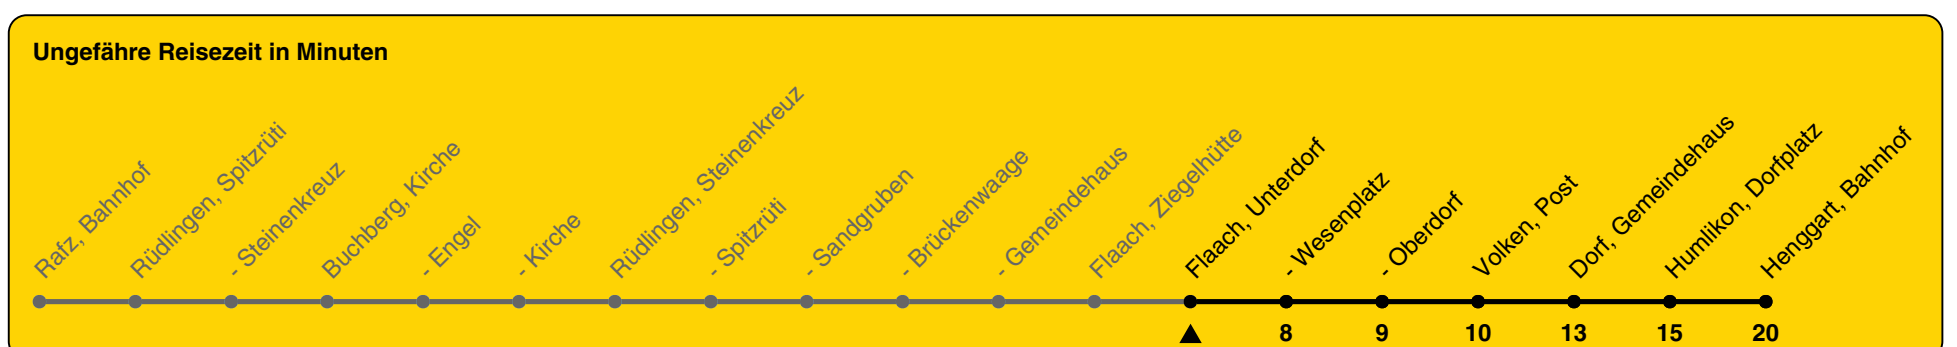 Ungefähre Reisezeit in Minuten
Rafz, Bahnhof
Rüdlingen, Spitzrüti
- Steinenkreuz
Buchberg, Kirche
- Engel
- Kirche
Rüdlingen, Steinenkreuz
- Spitzrüti
- Sandgruben
- Brückenwaage
- Gemeindehaus
Flaach, Ziegelhütte
Flaach, Unterdorf
- Wesenplatz
- Oberdorf
Volken, Post
Dorf, Gemeindehaus
Humlikon, Dorfplatz
Henggart, Bahnhof
8 9 10 13 15 20